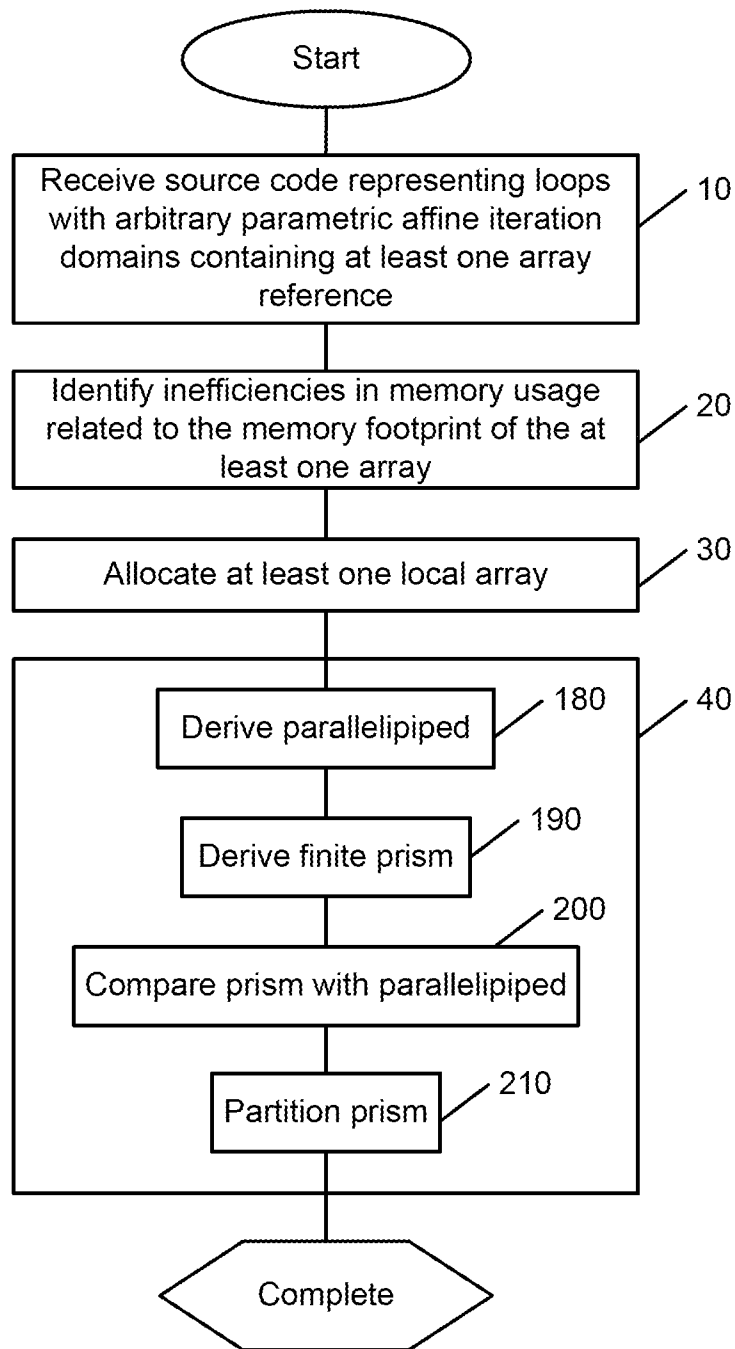 Start
Receive source code representing loops
with arbitrary parametric affine iteration
domains containing at least one array
reference
10
Identify inefficiencies in memory usage
related to the memory footprint of the at
least one array
20
Allocate at least one local array
30
40
Derive parallelipiped
180
Derive finite prism
190
Compare prism with parallelipiped
200
Partition prism
210
Complete